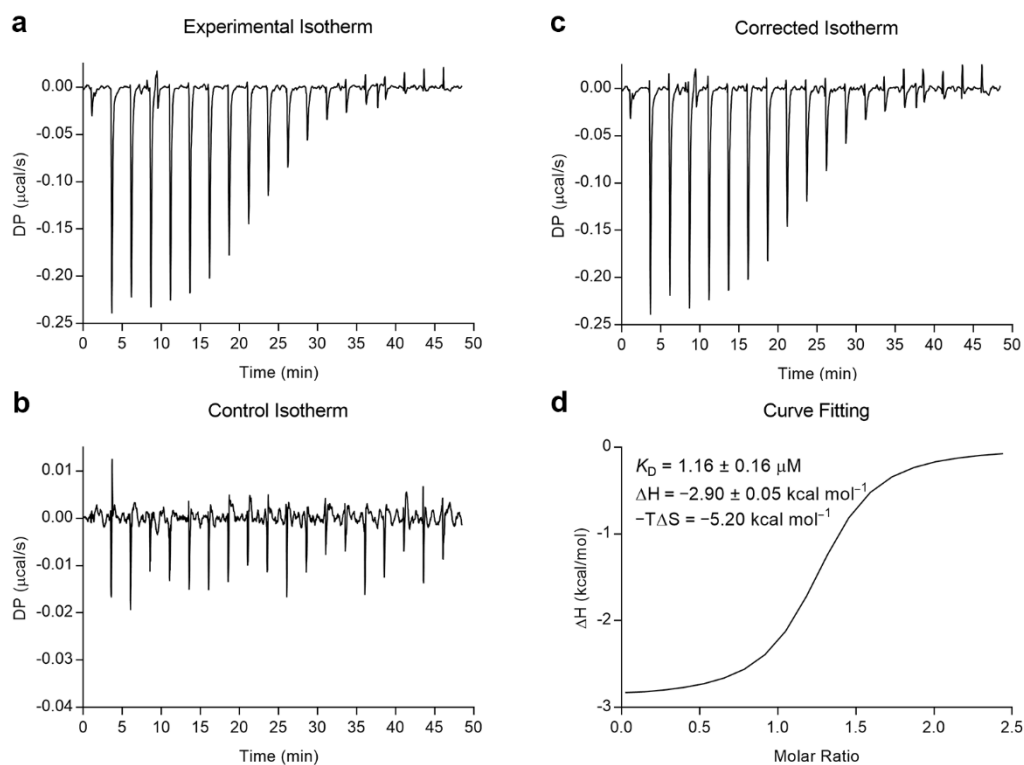 a
Experimental Isotherm
0.00
-0.05
-0.10
-0.15
-0.20
-0.25
DP (μcal/s)
0 5 10 15 20 25 30 35 40 45 50
Time (min)
c
Corrected Isotherm
0.00
-0.05
-0.10
-0.15
-0.20
-0.25
DP (μcal/s)
0 5 10 15 20 25 30 35 40 45 50
Time (min)
b
Control Isotherm
0.01
0.00
-0.01
-0.02
-0.03
-0.04
DP (μcal/s)
0 5 10 15 20 25 30 35 40 45 50
Time (min)
d
Curve Fitting
K_D = 1.16 ± 0.16 μM
ΔH = −2.90 ± 0.05 kcal mol⁻¹
−TΔS = −5.20 kcal mol⁻¹
0
-1
-2
-3
ΔH (kcal/mol)
0.0 0.5 1.0 1.5 2.0 2.5
Molar Ratio